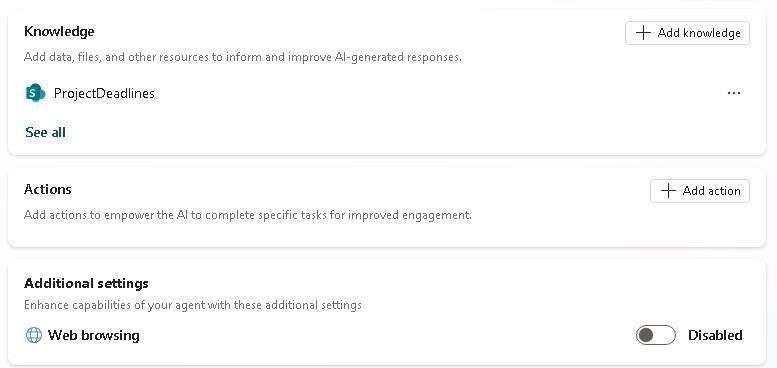 Knowledge
Add knowledge
Add data, files, and other resources to inform and improve AI-generated responses.
S
ProjectDeadlines
See all
Actions
Add action
Add actions to empower the AI to complete specific tasks for improved engagement.
Additional settings
Enhance capabilities of your agent with these additional settings
Web browsing
Disabled